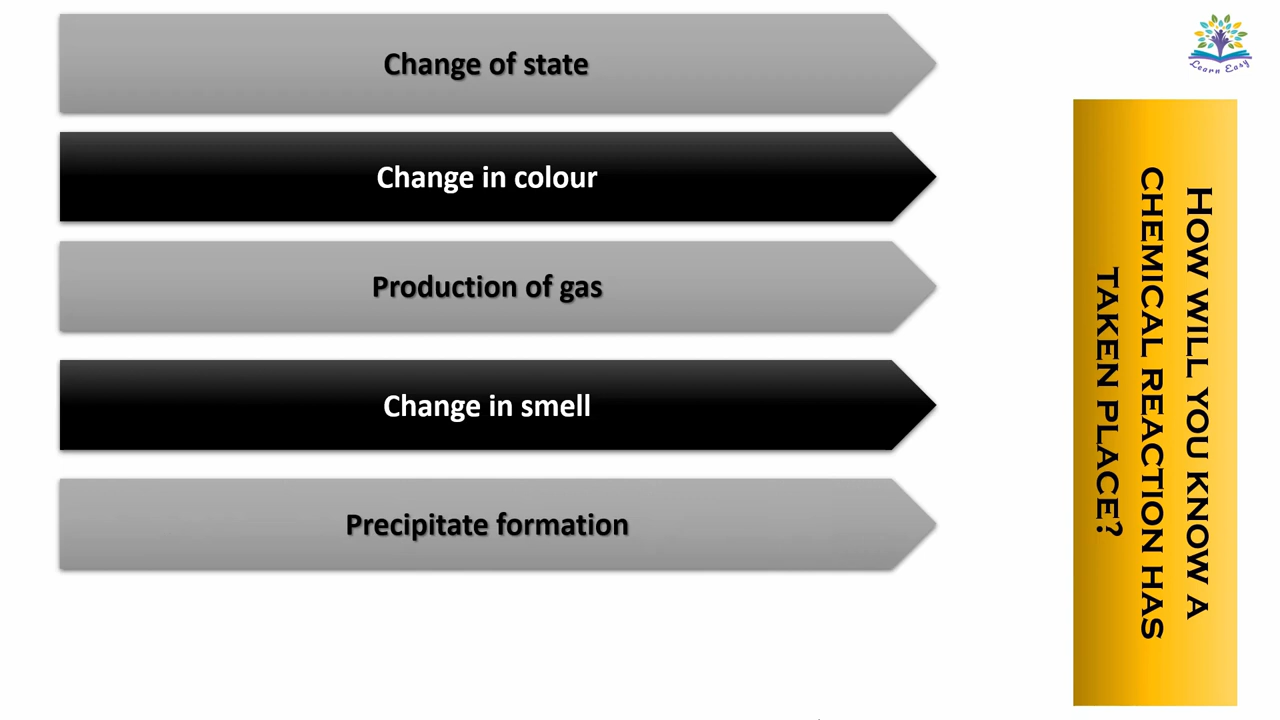 Change of state
Change in colour
Production of gas
Change in smell
Precipitate formation
Learn Easy
How will you know a
chemical reaction has
taken place?